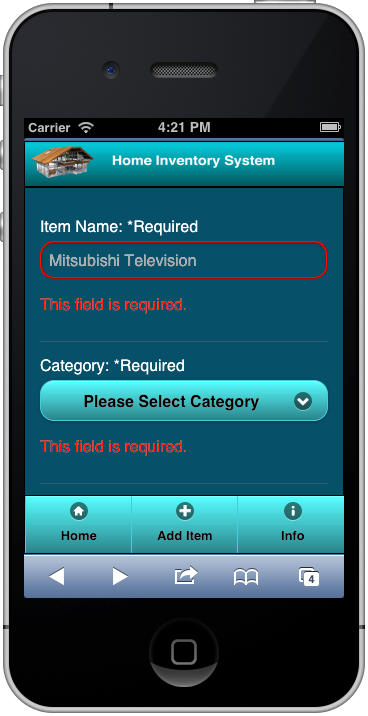 Carrier 4:21 PM
Home Inventory System
Item Name: *Required
Mitsubishi Television
This field is required.
Category: *Required
Please Select Category
This field is required.
Home Add Item Info
4